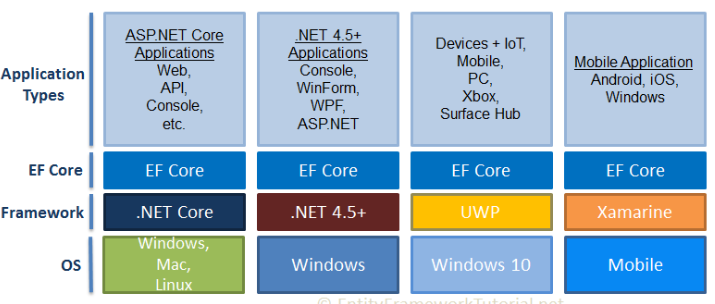 ASP.NET Core
Applications
Web,
API,
Console,
etc.
.NET 4.5+
Applications
Console,
WinForm,
WPF,
ASP.NET
Devices + IoT,
Mobile,
PC,
Xbox,
Surface Hub
Mobile Application
Android, iOS,
Windows
Application
Types
EF Core
EF Core
EF Core
EF Core
EF Core
Framework
.NET Core
.NET 4.5+
UWP
Xamarine
OS
Windows,
Mac,
Linux
Windows
Windows 10
Mobile
© EntityFrameworkTutorial.net